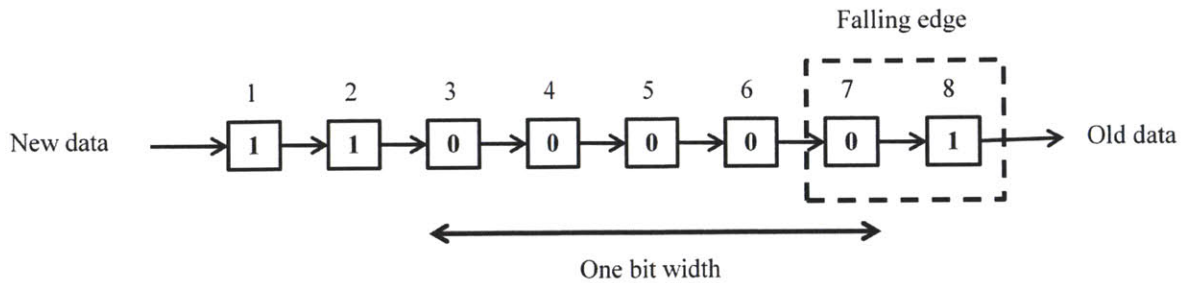 Falling edge
1 2 3 4 5 6 7 8
New data 1 1 0 0 0 0 0 1 Old data
One bit width